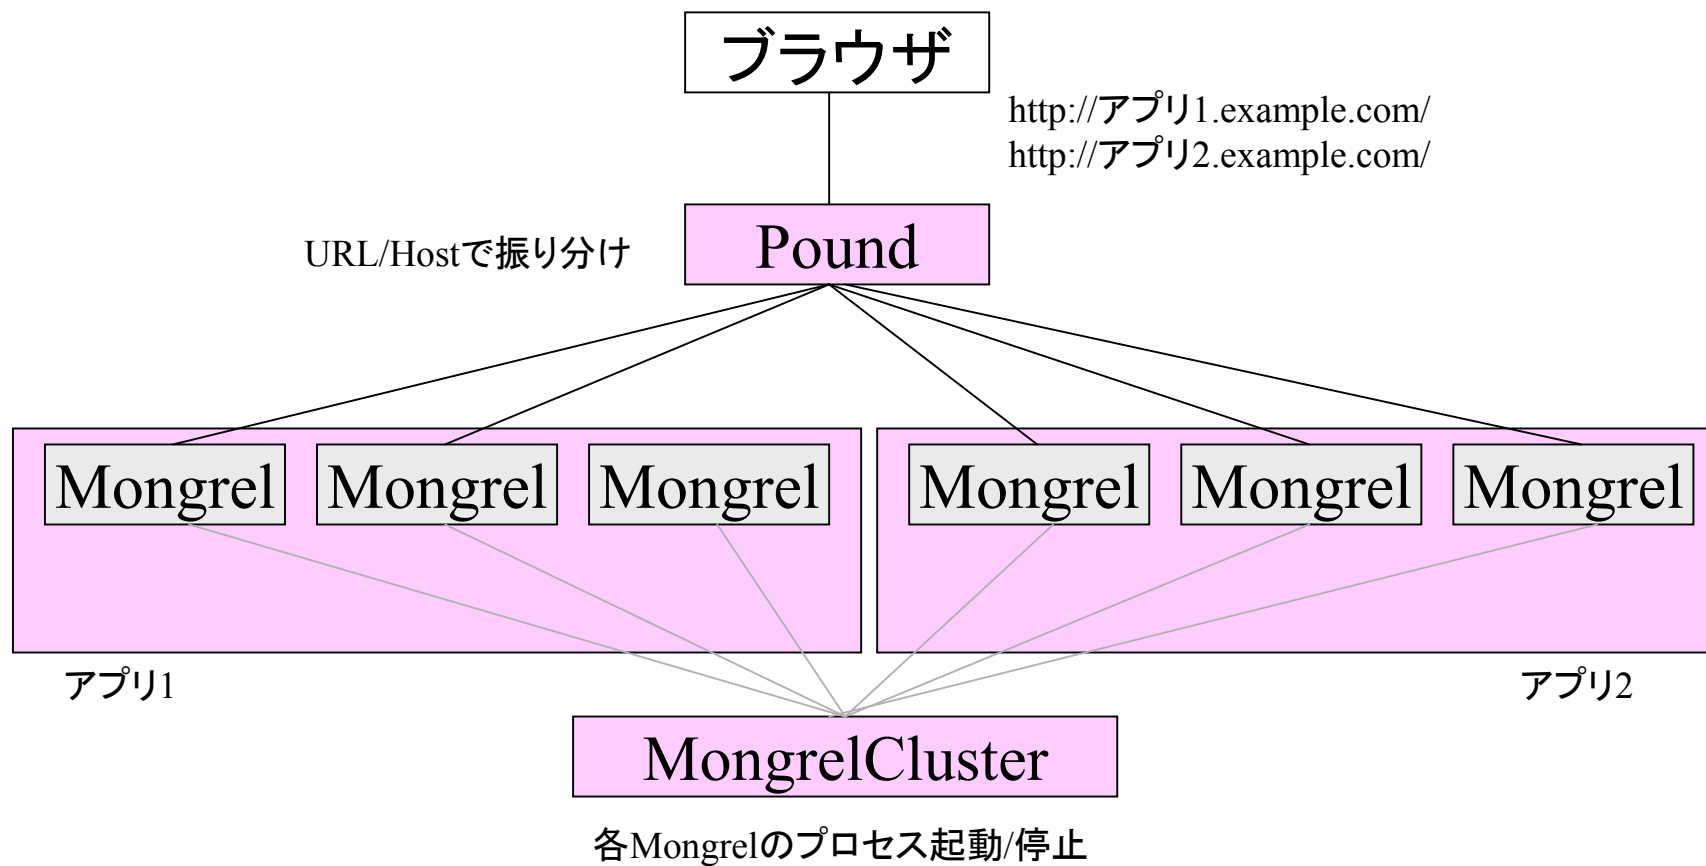 ブラウザ
http://アプリ1.example.com/
http://アプリ2.example.com/
URL/Hostで振り分け
Pound
Mongrel
Mongrel
Mongrel
Mongrel
Mongrel
Mongrel
アプリ1
アプリ2
MongrelCluster
各Mongrelのプロセス起動/停止